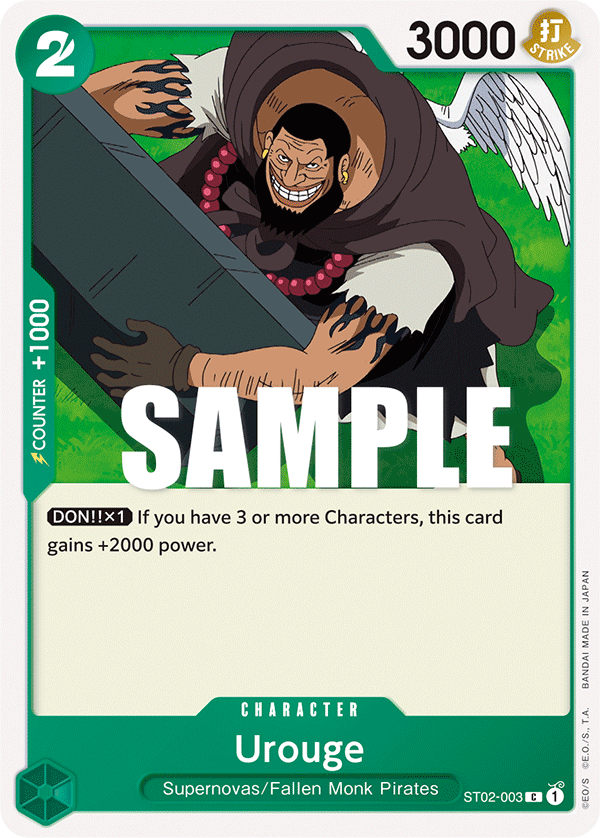 2
3000
打
STRIKE
COUNTER +1000
SAMPLE
DON!!×1 If you have 3 or more Characters, this card
gains +2000 power.
CHARACTER
Urouge
Supernovas/Fallen Monk Pirates
ST02-003 C 1
©E.O/S ©E.O./S., T.A. BANDAI MADE IN JAPAN